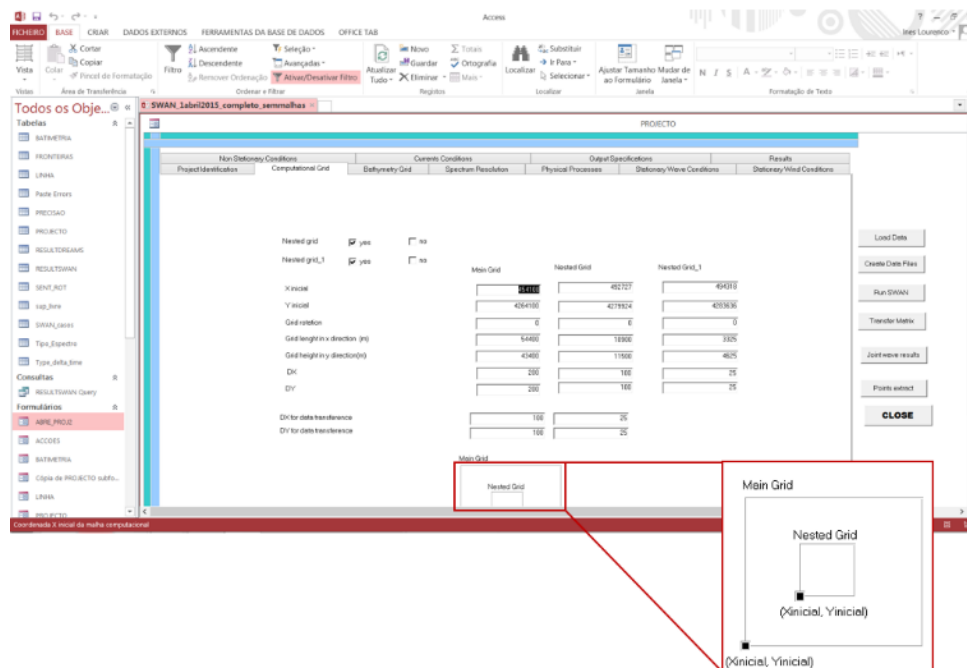 Access
FICHEIRO BASE CRIAR DADOS EXTERNOS FERRAMENTAS DA BASE DE DADOS OFFICE TAB
Inês Lourenço
Vista
Colar
Cortar
Copiar
Pincel de Formatação
Filtro
Ascendente
Descendente
Remover Ordenação
Seleção
Avançadas
Ativar/Desativar Filtro
Atualizar Tudo
Novo
Guardar
Eliminar
Totais
Ortografia
Mais
Localizar
Substituir
Ir Para
Selecionar
Ajustar Tamanho ao Formulário
Mudar de Janela
N I S
Vistas Área de Transferência Ordenar e Filtrar Registos Localizar Janela Formatação de Texto
Todos os Obje...
SWAN_1abril2015_completo_semmalhas
Tabelas
BATIMETRIA
FRONTEIRAS
LINHA
Paste Errors
PRECISAO
PROJECTO
RESULTDREAMS
RESULTSWAN
SENT_ROT
sup_livre
SWAN_cases
Tipo_Espectro
Type_delta_time
Consultas
RESULTSWAN Query
Formulários
ABRE_PROJE
ACCOES
BATIMETRIA
Cópia de PROJECTO subfo...
LINHA
PROJECTO
PROJECTO
Non Stationary Conditions Currents Conditions Output Specifications Results
Project Identification Computational Grid Bathymetry Grid Spectrum Resolution Physical Processes Stationary Wave Conditions Stationary Wind Conditions
Nested grid yes no
Nested grid_1 yes no
Main Grid Nested Grid Nested Grid_1
X inicial 454100 492727 494318
Y inicial 4264100 4279924 4283636
Grid rotation 0 0 0
Grid lenght in x direction (m) 54400 18900 3325
Grid height in y direction(m) 43400 11500 4625
DX 200 100 25
DY 200 100 25
DX for data transference 100 25
DY for data transference 100 25
Main Grid
Nested Grid
Load Data
Create Data Files
Run SWAN
Transfer Matrix
Joint wave results
Points extract
CLOSE
Coordenada X inicial da malha computacional
Main Grid
Nested Grid
(Xinicial, Yinicial)
(Xinicial, Yinicial)